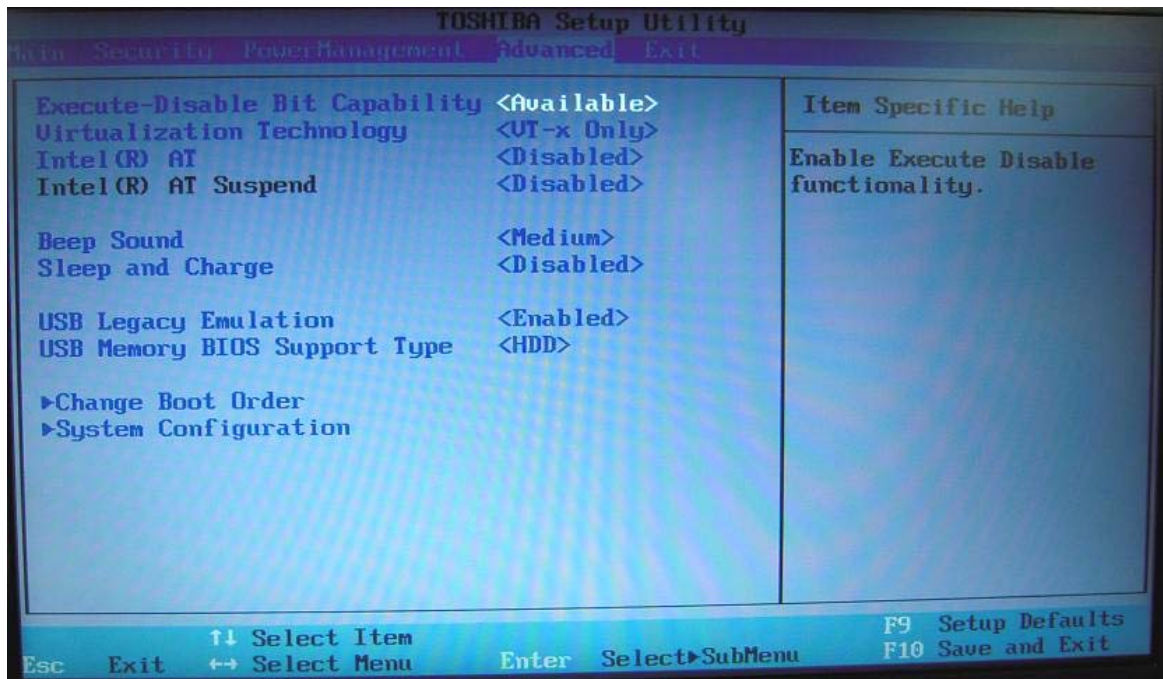 TOSHIBA Setup Utility
Main Security PowerManagement Advanced Exit
Execute-Disable Bit Capability <Available>
Virtualization Technology <VT-x Only>
Intel(R) AT <Disabled>
Intel(R) AT Suspend <Disabled>
Beep Sound <Medium>
Sleep and Charge <Disabled>
USB Legacy Emulation <Enabled>
USB Memory BIOS Support Type <HDD>
▶Change Boot Order
▶System Configuration
Item Specific Help
Enable Execute Disable
functionality.
↑↓ Select Item F9 Setup Defaults
Esc Exit ←→ Select Menu Enter Select▶SubMenu F10 Save and Exit